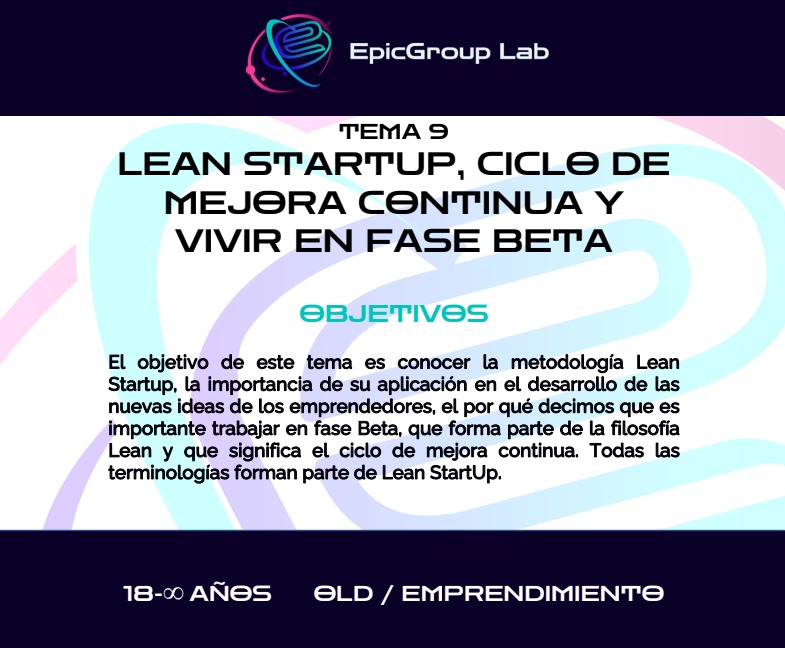 EpicGroup Lab
TEMA 9
LEAN STARTUP, CICLO DE
MEJORA CONTINUA Y
VIVIR EN FASE BETA
OBJETIVOS
El objetivo de este tema es conocer la metodología Lean
Startup, la importancia de su aplicación en el desarrollo de las
nuevas ideas de los emprendedores, el por qué decimos que es
importante trabajar en fase Beta, que forma parte de la filosofía
Lean y que significa el ciclo de mejora continua. Todas las
terminologías forman parte de Lean StartUp.
18-∞ AÑOS OLD / EMPRENDIMIENTO